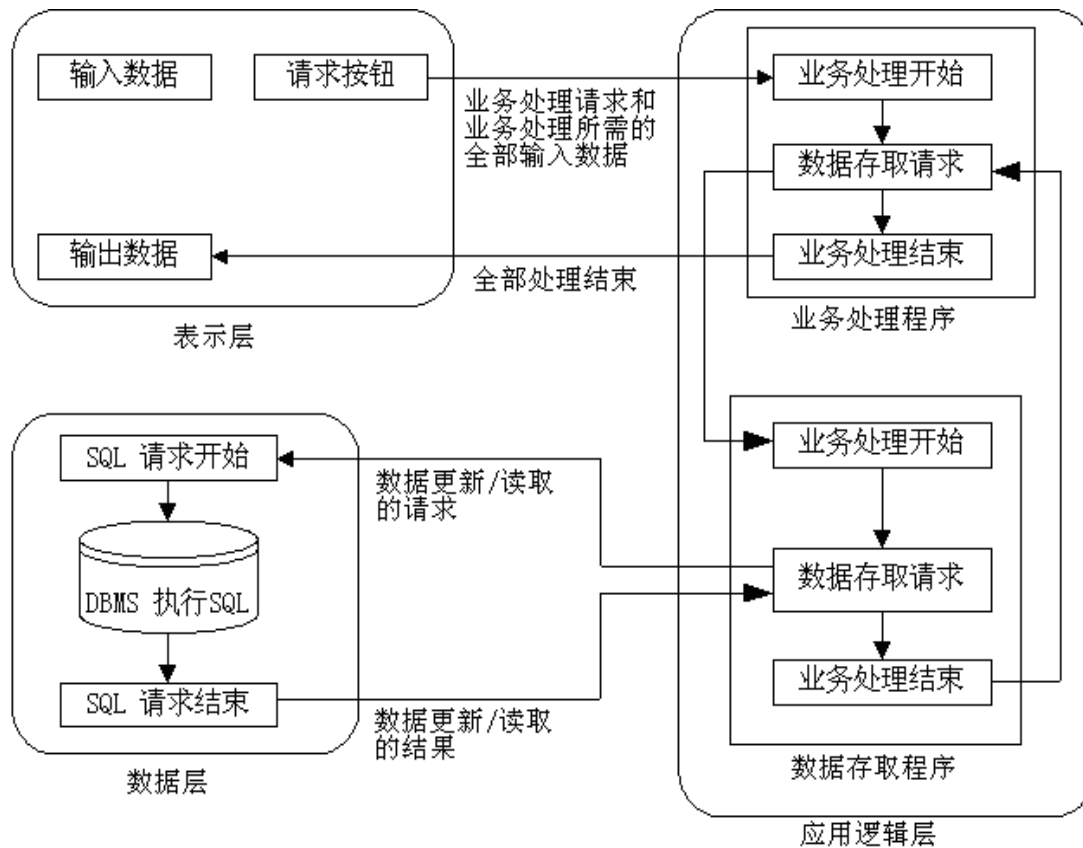 输入数据
请求按钮
业务处理请求和
业务处理所需的
全部输入数据
输出数据
全部处理结束
表示层
业务处理开始
数据存取请求
业务处理结束
业务处理程序
SQL 请求开始
DBMS 执行SQL
SQL 请求结束
数据层
数据更新/读取
的请求
数据更新/读取
的结果
业务处理开始
数据存取请求
业务处理结束
数据存取程序
应用逻辑层